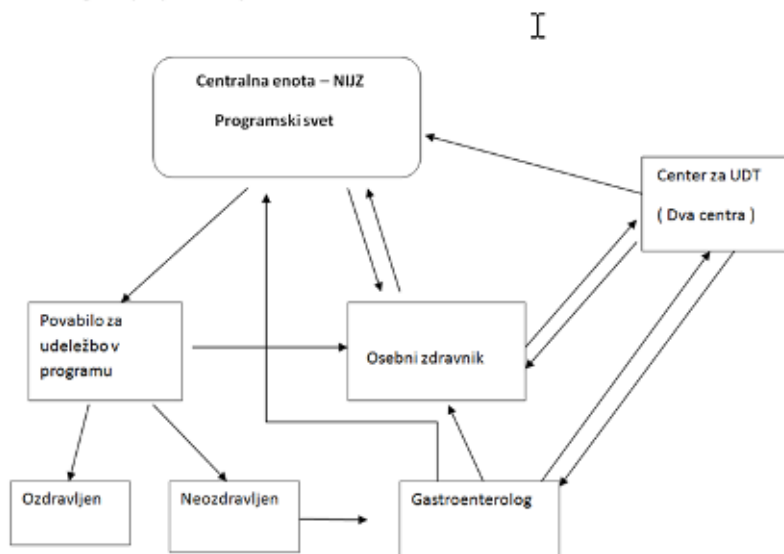 Centralna enota – NIJZ
Programski svet
Center za UDT
( Dva centra )
Povabilo za
udeležbo v
programu
Osebni zdravnik
Ozdravljen
Neozdravljen
Gastroenterolog